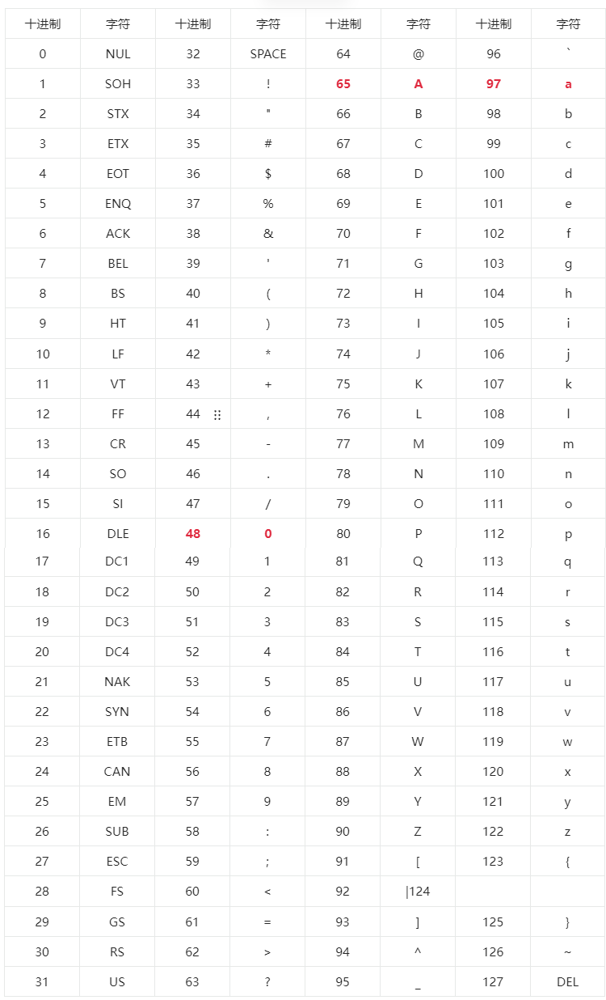 十进制 字符 十进制 字符 十进制 字符 十进制 字符
0 NUL 32 SPACE 64 @ 96 `
1 SOH 33 ! 65 A 97 a
2 STX 34 " 66 B 98 b
3 ETX 35 # 67 C 99 c
4 EOT 36 $ 68 D 100 d
5 ENQ 37 % 69 E 101 e
6 ACK 38 & 70 F 102 f
7 BEL 39 ' 71 G 103 g
8 BS 40 ( 72 H 104 h
9 HT 41 ) 73 I 105 i
10 LF 42 * 74 J 106 j
11 VT 43 + 75 K 107 k
12 FF 44 , 76 L 108 l
13 CR 45 - 77 M 109 m
14 SO 46 . 78 N 110 n
15 SI 47 / 79 O 111 o
16 DLE 48 0 80 P 112 p
17 DC1 49 1 81 Q 113 q
18 DC2 50 2 82 R 114 r
19 DC3 51 3 83 S 115 s
20 DC4 52 4 84 T 116 t
21 NAK 53 5 85 U 117 u
22 SYN 54 6 86 V 118 v
23 ETB 55 7 87 W 119 w
24 CAN 56 8 88 X 120 x
25 EM 57 9 89 Y 121 y
26 SUB 58 : 90 Z 122 z
27 ESC 59 ; 91 [ 123 {
28 FS 60 < 92 |124
29 GS 61 = 93 ] 125 }
30 RS 62 > 94 ^ 126 ~
31 US 63 ? 95 _ 127 DEL